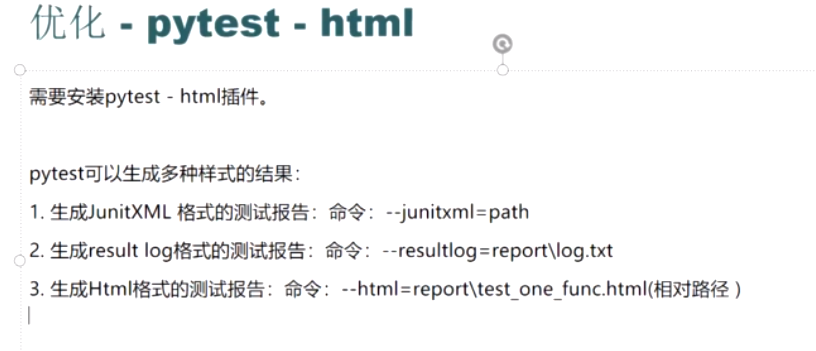 优化 - pytest - html
需要安装pytest - html插件。
pytest可以生成多种样式的结果：
1. 生成JunitXML 格式的测试报告：命令：--junitxml=path
2. 生成result log格式的测试报告：命令：--resultlog=report\log.txt
3. 生成Html格式的测试报告：命令：--html=report\test_one_func.html(相对路径 )